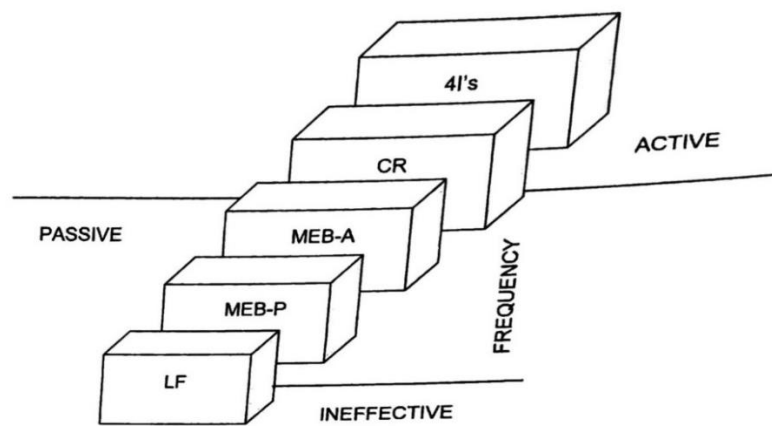 4I's
ACTIVE
CR
PASSIVE
MEB-A
MEB-P
FREQUENCY
LF
INEFFECTIVE